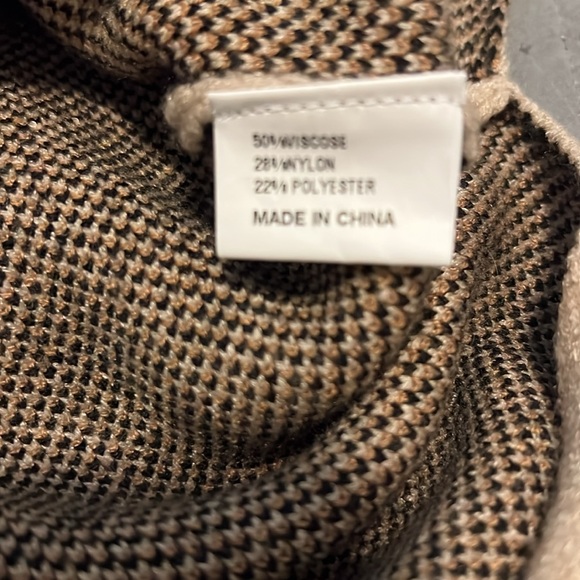 50%VISCOSE
28%NYLON
22% POLYESTER
MADE IN CHINA